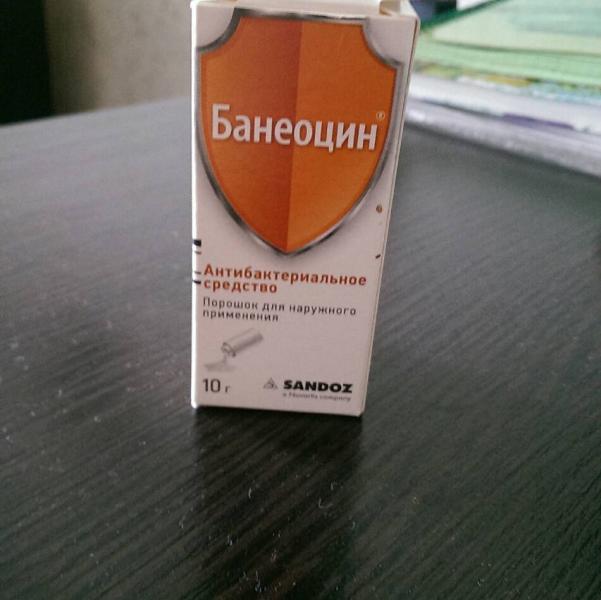 Банеоцин®
Антибактериальное
средство
Порошок для наружного
применения
10 г
SANDOZ
a Novartis company